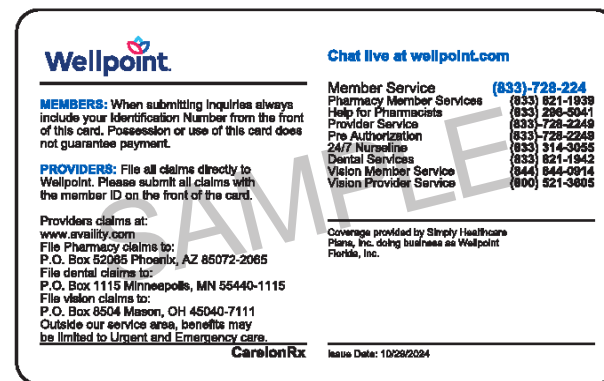 Wellpoint.
MEMBERS: When submitting inquiries always
include your Identification Number from the front
of this card. Possession or use of this card does
not guarantee payment.
PROVIDERS: File all claims directly to
Wellpoint. Please submit all claims with
the member ID on the front of the card.
Providers claims at:
www.availity.com
File Pharmacy claims to:
P.O. Box 52065 Phoenix, AZ 85072-2065
File dental claims to:
P.O. Box 1115 Minneapolis, MN 55440-1115
File vision claims to:
P.O. Box 8504 Mason, OH 45040-7111
Outside our service area, benefits may
be limited to Urgent and Emergency care.
CarelonRx
Chat live at wellpoint.com
Member Service (833)-728-224
Pharmacy Member Services (833) 621-1939
Help for Pharmacists (833) 296-5041
Provider Service (833)-728-2249
Pre Authorization (833)-728-2249
24/7 Nurseline (833) 314-3055
Dental Services (833) 821-1942
Vision Member Service (844) 844-0914
Vision Provider Service (800) 521-3605
Coverage provided by Simply Healthcare
Plans, Inc. doing business as Wellpoint
Florida, Inc.
Issue Date: 10/29/2024
SAMPLE